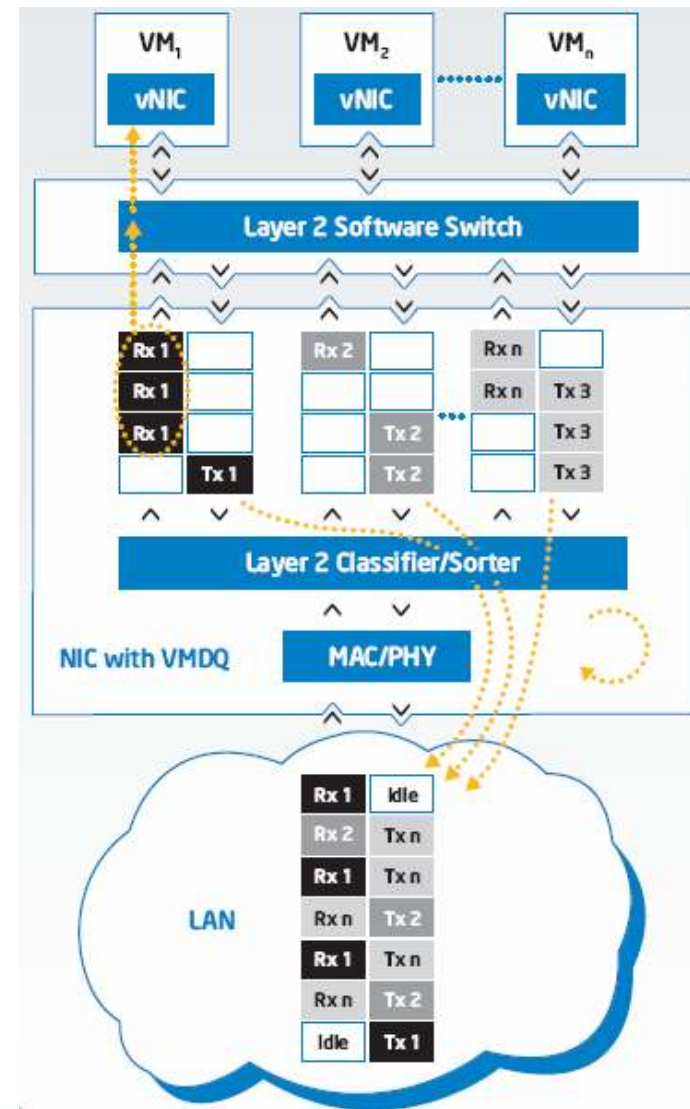 VM1 VM2 VMn
vNIC vNIC vNIC
Layer 2 Software Switch
Rx 1 Rx 2 Rx n
Rx 1 Rx n Tx 3
Rx 1 Tx 2 Tx 3
Tx 1 Tx 2 Tx 3
Layer 2 Classifier/Sorter
NIC with VMDQ MAC/PHY
Rx 1 Idle
Rx 2 Tx n
Rx 1 Tx n
LAN Rx n Tx 2
Rx 1 Tx n
Rx n Tx 2
Idle Tx 1